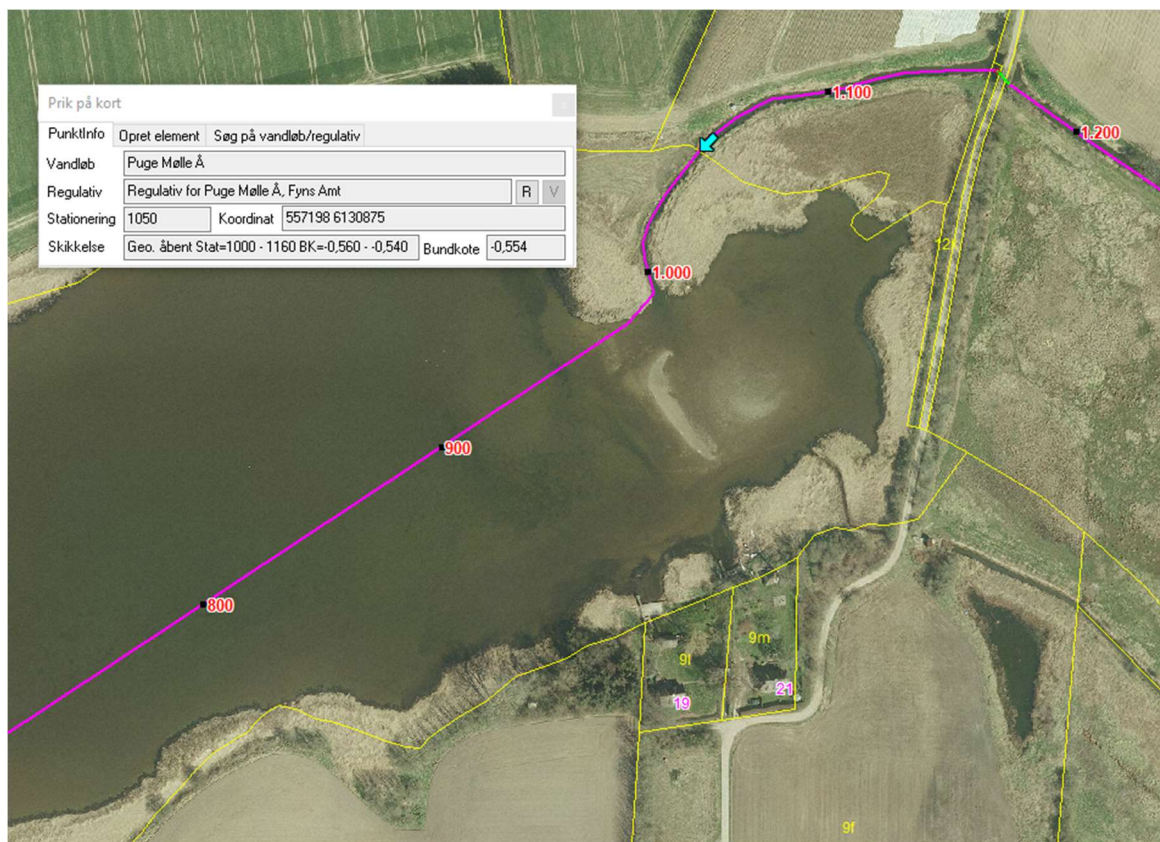 Prik på kort
PunktInfo Opret element Søg på vandløb/regulativ
Vandløb Puge Mølle Å
Regulativ Regulativ for Puge Mølle Å, Fyns Amt R V
Stationering 1050 Koordinat 557198 6130875
Skikkelse Geo. åbent Stat=1000 - 1160 BK=-0,560 - -0,540 Bundkote -0,554
1.100
1.200
12k
1.000
900
800
9m
9l
21
19
9f